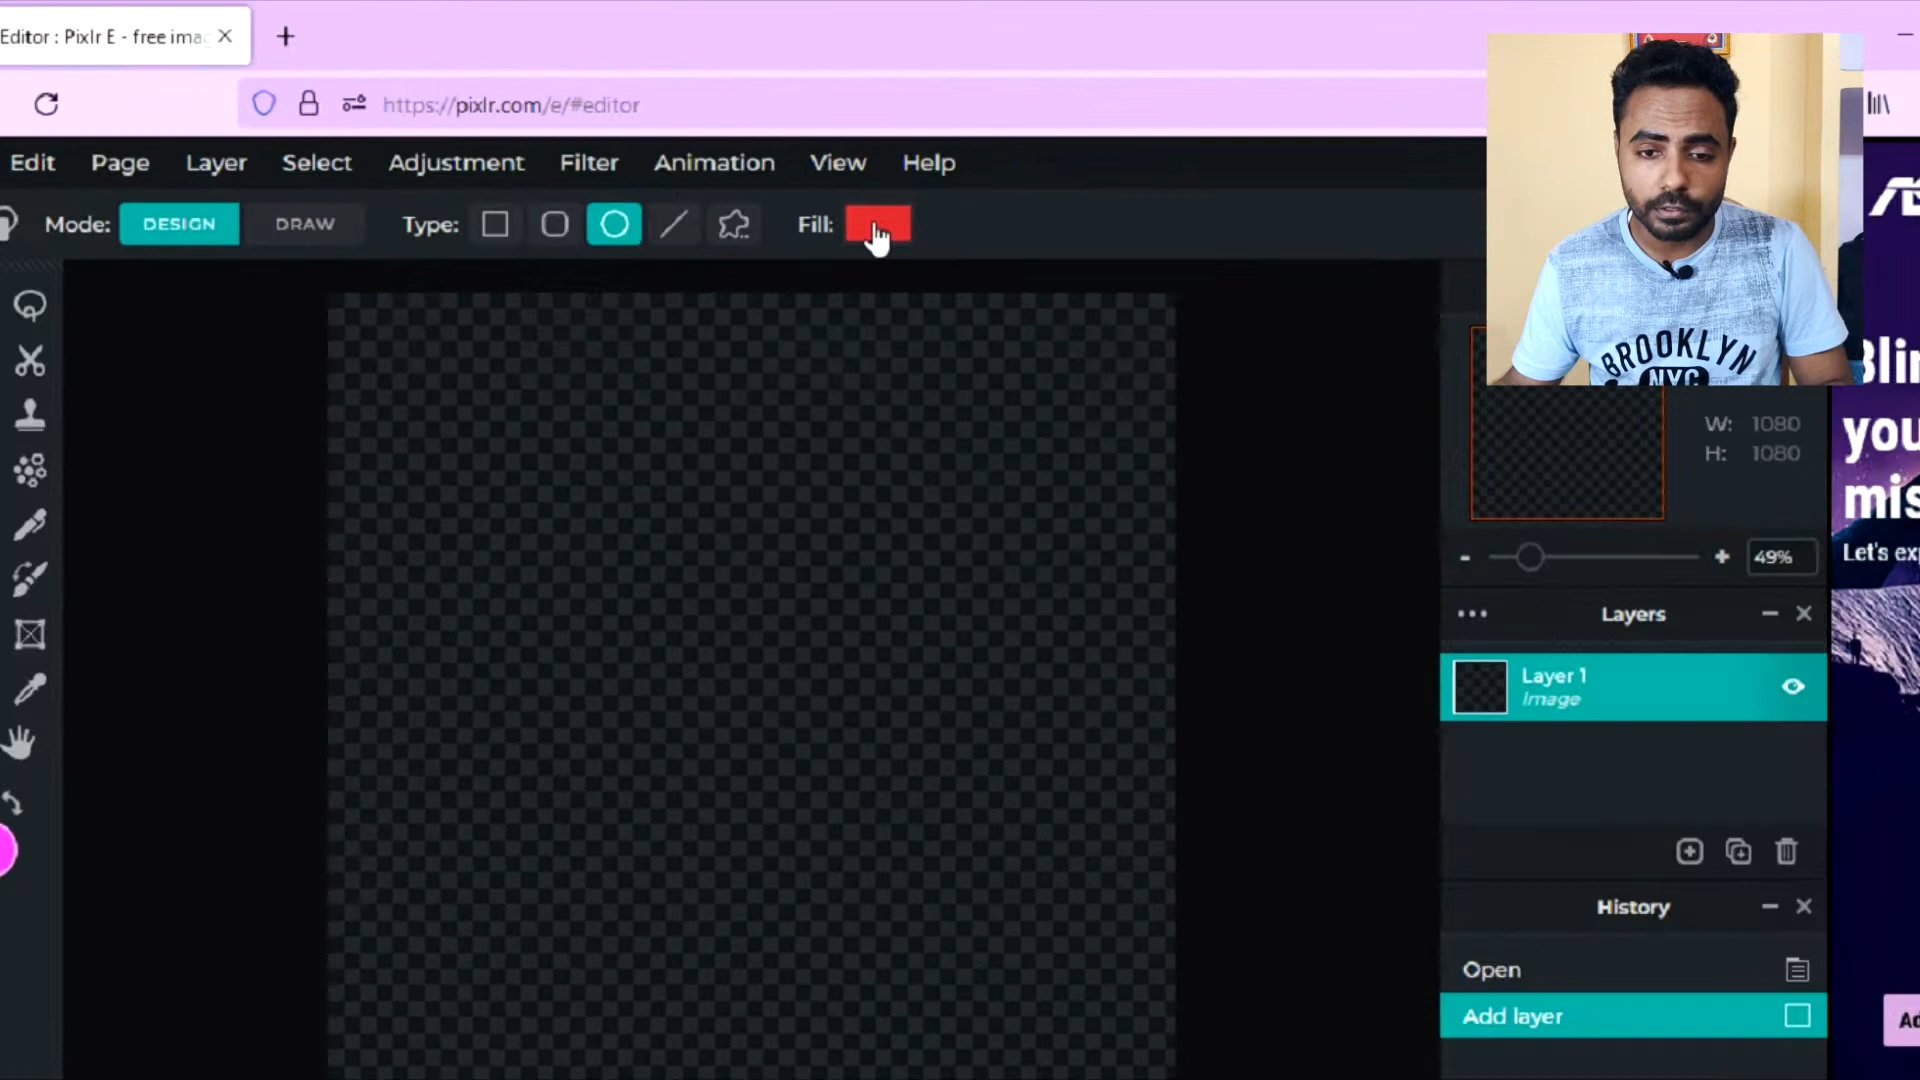 Editor : Pixlr E - free ima
https://pixlr.com/e/#editor
Edit Page Layer Select Adjustment Filter Animation View Help
Mode: DESIGN DRAW Type: Fill:
BROOKLYN
NYC
W: 1080
H: 1080
- + 49%
Layers
Layer 1
Image
History
Open
Add layer
you
mis
Let's ex